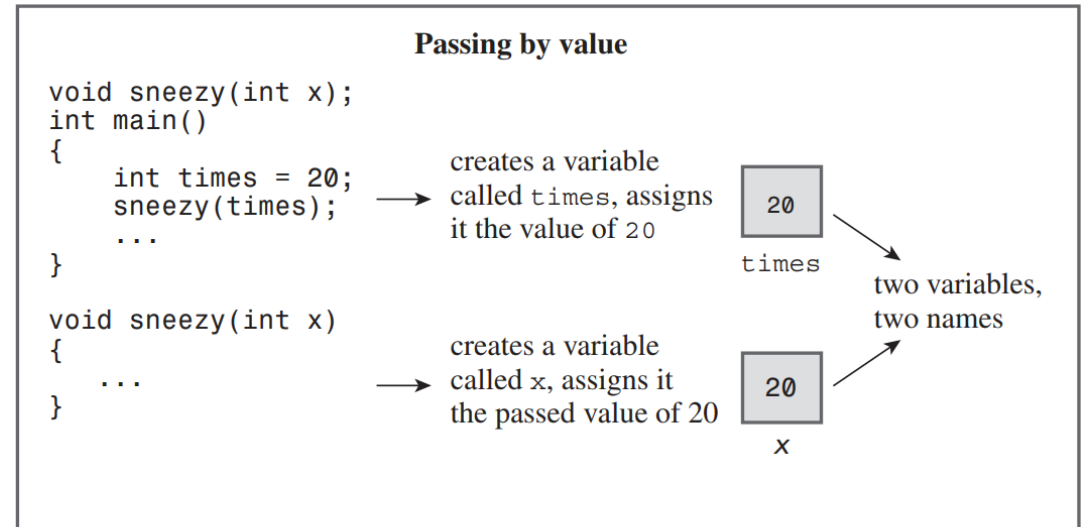 Passing by value
void sneezy(int x);
int main()
{
int times = 20;
sneezy(times);
...
}
creates a variable
called times, assigns
it the value of 20
20
times
two variables,
two names
void sneezy(int x)
{
...
}
creates a variable
called x, assigns it
the passed value of 20
20
x